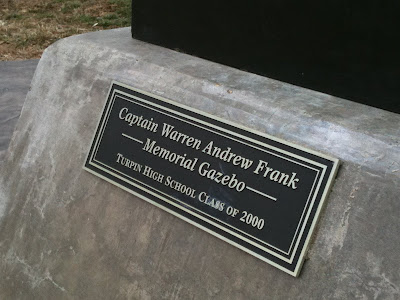 Captain Warren Andrew Frank
Memorial Gazebo
Turpin High School Class of 2000